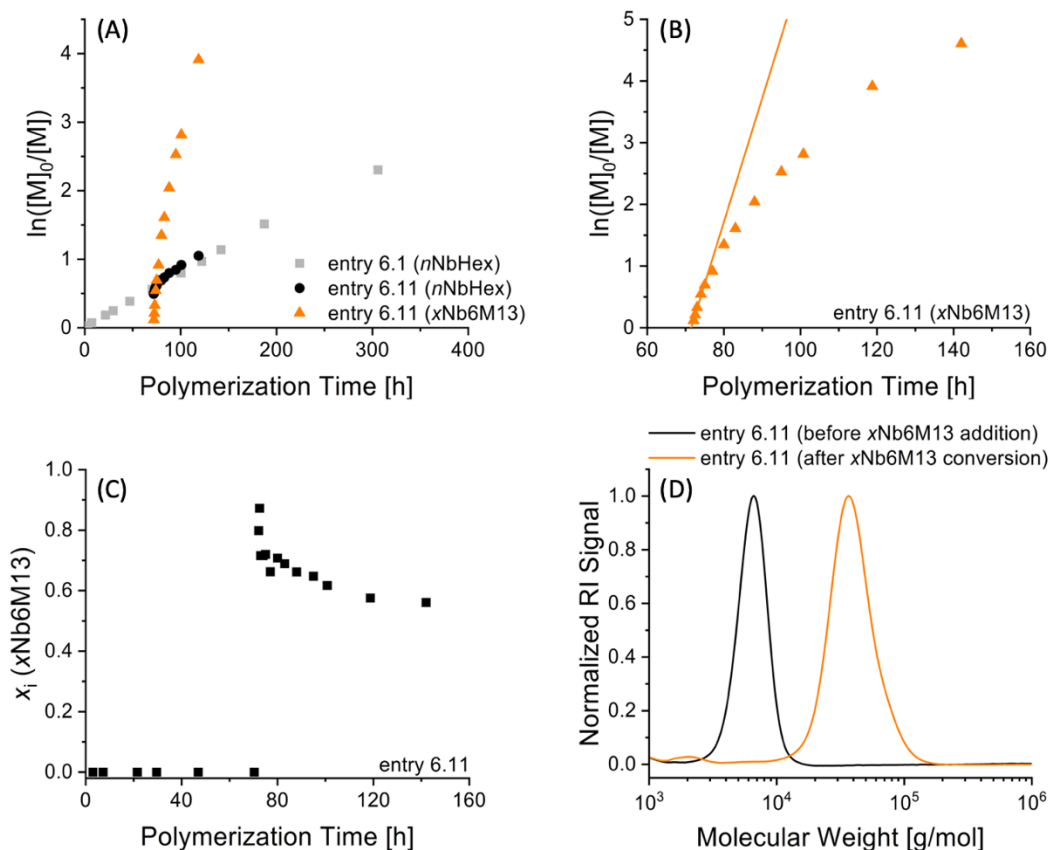 (A)
ln([M]0/[M])
4
3
2
1
0
0 100 200 300 400
Polymerization Time [h]
entry 6.1 (nNbHex)
entry 6.11 (nNbHex)
entry 6.11 (xNb6M13)
(B)
ln([M]0/[M])
5
4
3
2
1
0
60 80 100 120 140 160
Polymerization Time [h]
entry 6.11 (xNb6M13)
(C)
xi (xNb6M13)
1.0
0.8
0.6
0.4
0.2
0.0
0 40 80 120 160
Polymerization Time [h]
entry 6.11
entry 6.11 (before xNb6M13 addition)
entry 6.11 (after xNb6M13 conversion)
(D)
Normalized RI Signal
1.0
0.8
0.6
0.4
0.2
0.0
10³ 10⁴ 10⁵ 10⁶
Molecular Weight [g/mol]